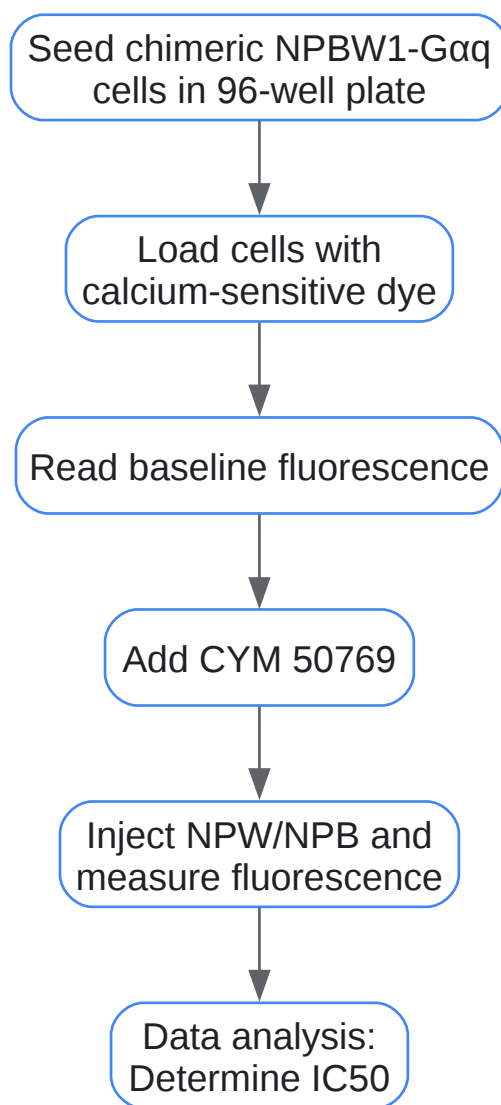 Seed chimeric NPBW1-Gαq
cells in 96-well plate
Load cells with
calcium-sensitive dye
Read baseline fluorescence
Add CYM 50769
Inject NPW/NPB and
measure fluorescence
Data analysis:
Determine IC50